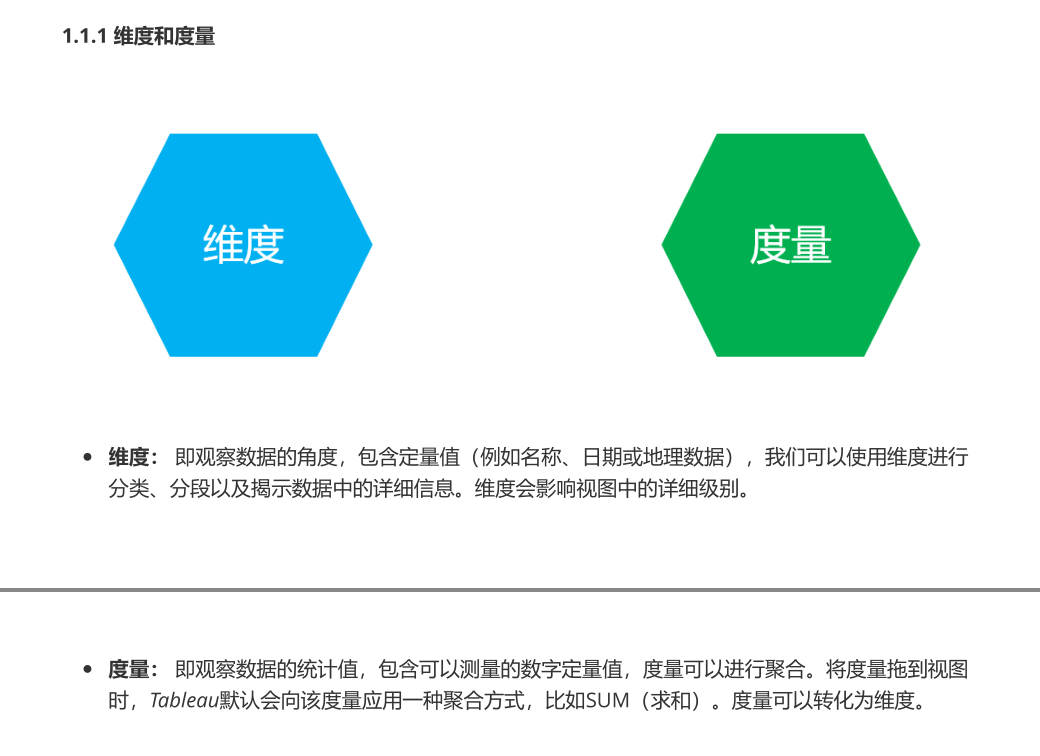 1.1.1 维度和度量
维度
度量
维度： 即观察数据的角度，包含定量值（例如名称、日期或地理数据），我们可以使用维度进行
分类、分段以及揭示数据中的详细信息。维度会影响视图中的详细级别。
度量： 即观察数据的统计值，包含可以测量的数字定量值，度量可以进行聚合。将度量拖到视图
时，Tableau默认会向该度量应用一种聚合方式，比如SUM（求和）。度量可以转化为维度。